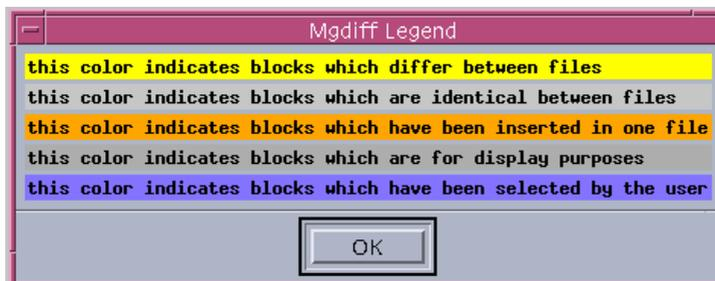 Mgdiff Legend
this color indicates blocks which differ between files
this color indicates blocks which are identical between files
this color indicates blocks which have been inserted in one file
this color indicates blocks which are for display purposes
this color indicates blocks which have been selected by the user
OK